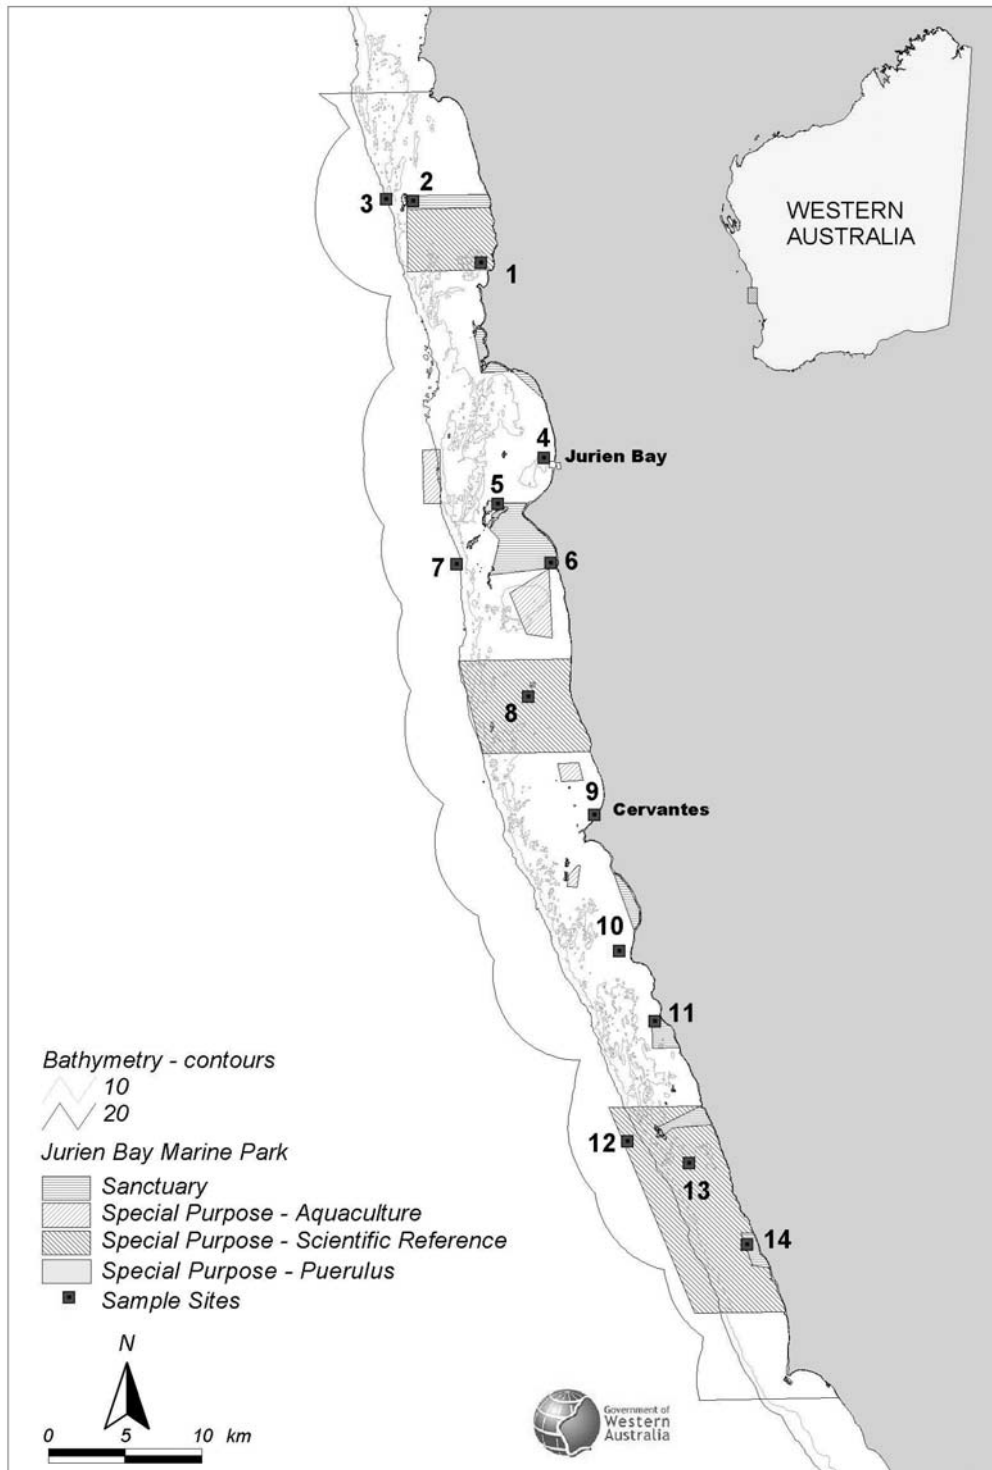 WESTERN
AUSTRALIA
2
3
1
4
Jurien Bay
5
7
6
8
9
Cervantes
10
11
12
13
14
Bathymetry - contours
10
20
Jurien Bay Marine Park
Sanctuary
Special Purpose - Aquaculture
Special Purpose - Scientific Reference
Special Purpose - Puerulus
Sample Sites
N
0 5 10 km
Government of
Western
Australia